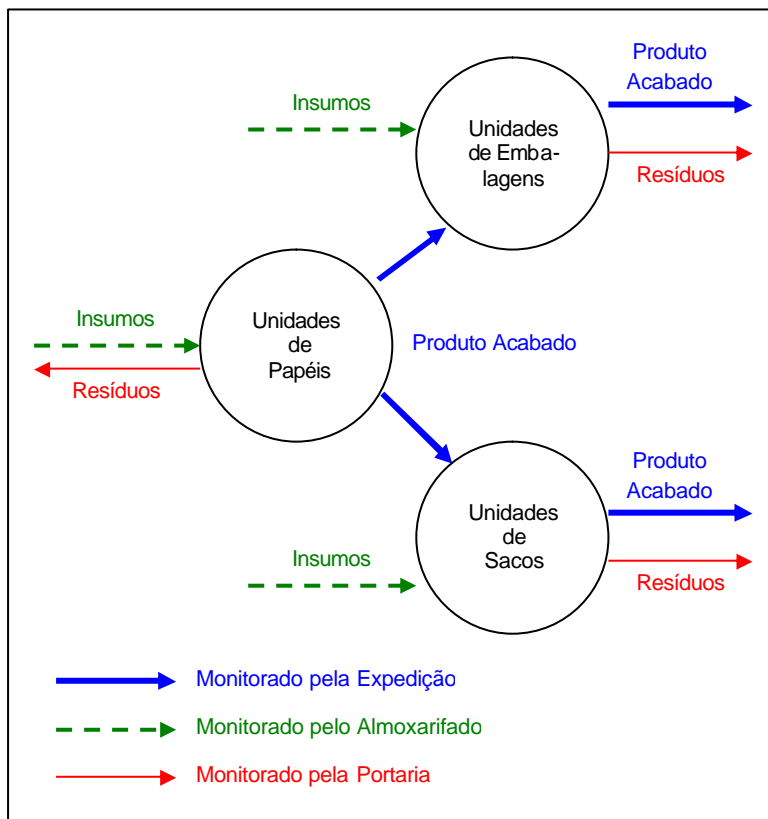 Produto
Acabado
Insumos
Unidades
de Emba-
lagens
Resíduos
Insumos
Unidades
de
Papéis
Produto Acabado
Resíduos
Produto
Acabado
Unidades
de
Sacos
Insumos
Resíduos
Monitorado pela Expedição
Monitorado pelo Almoxarifado
Monitorado pela Portaria